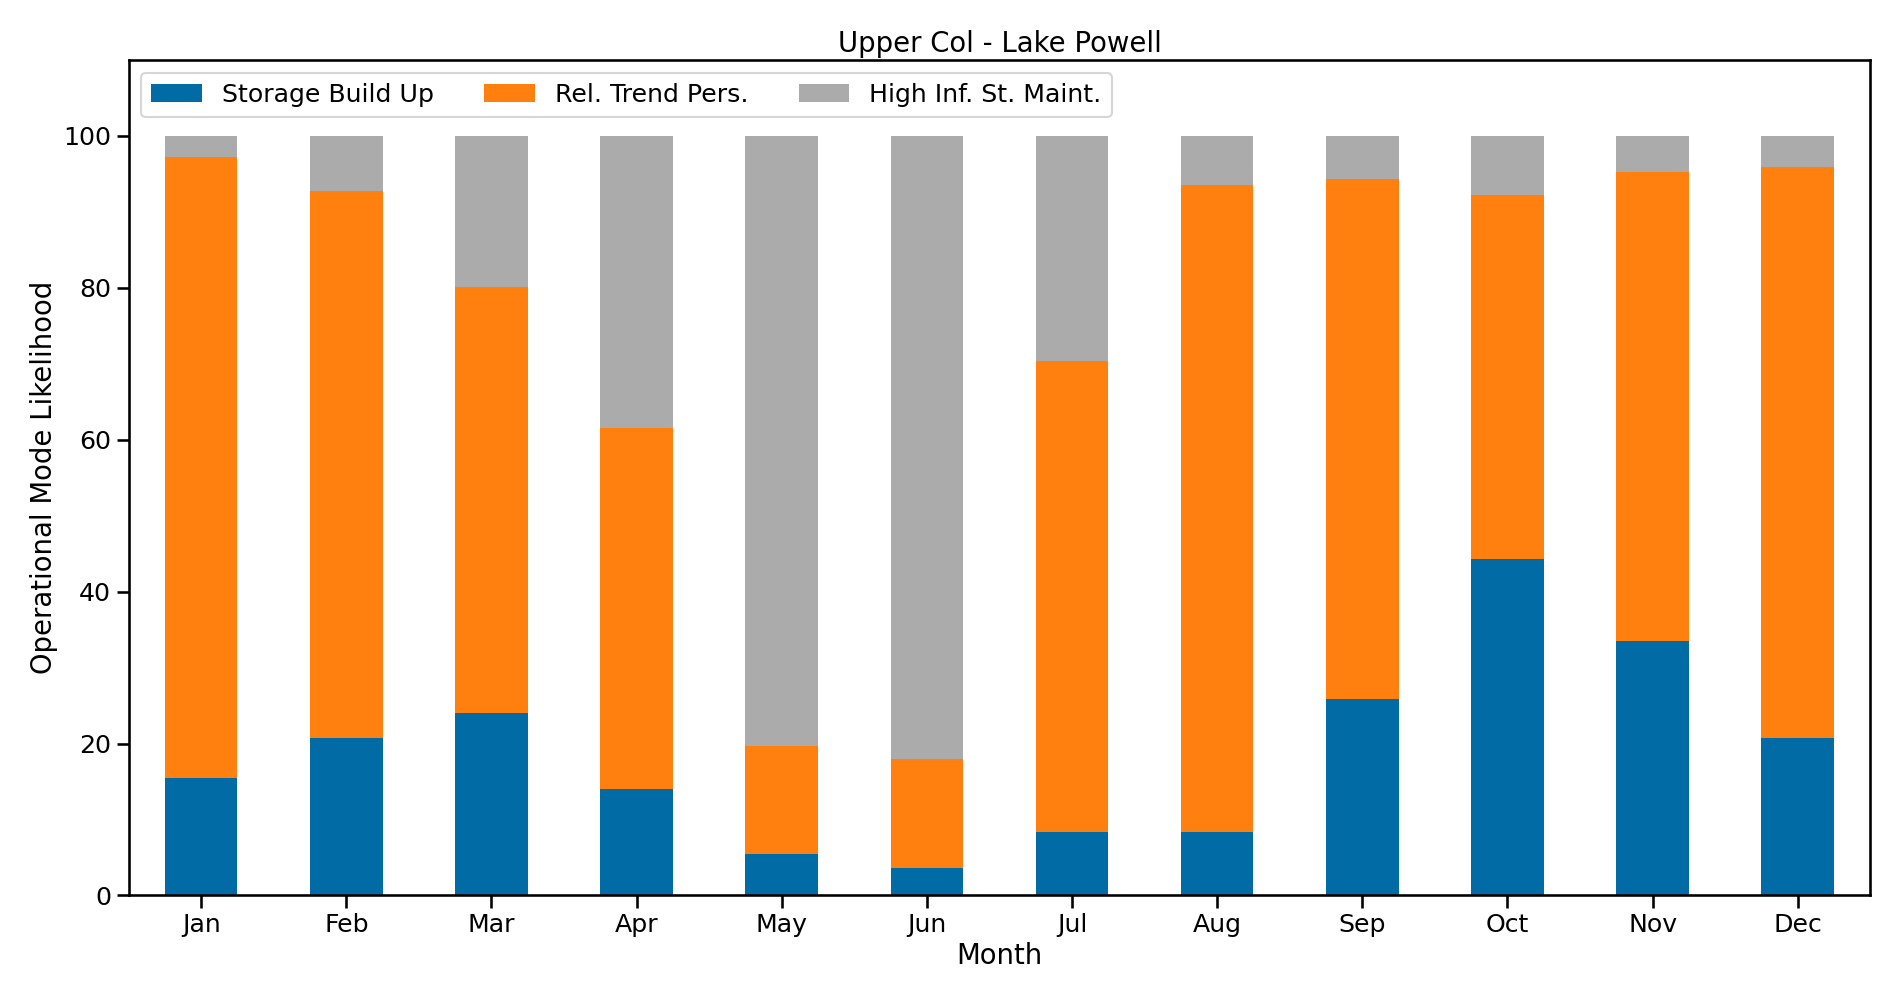 Upper Col - Lake Powell
Storage Build Up
Rel. Trend Pers.
High Inf. St. Maint.
Operational Mode Likelihood
100
80
60
40
20
0
Jan Feb Mar Apr May Jun Jul Aug Sep Oct Nov Dec
Month